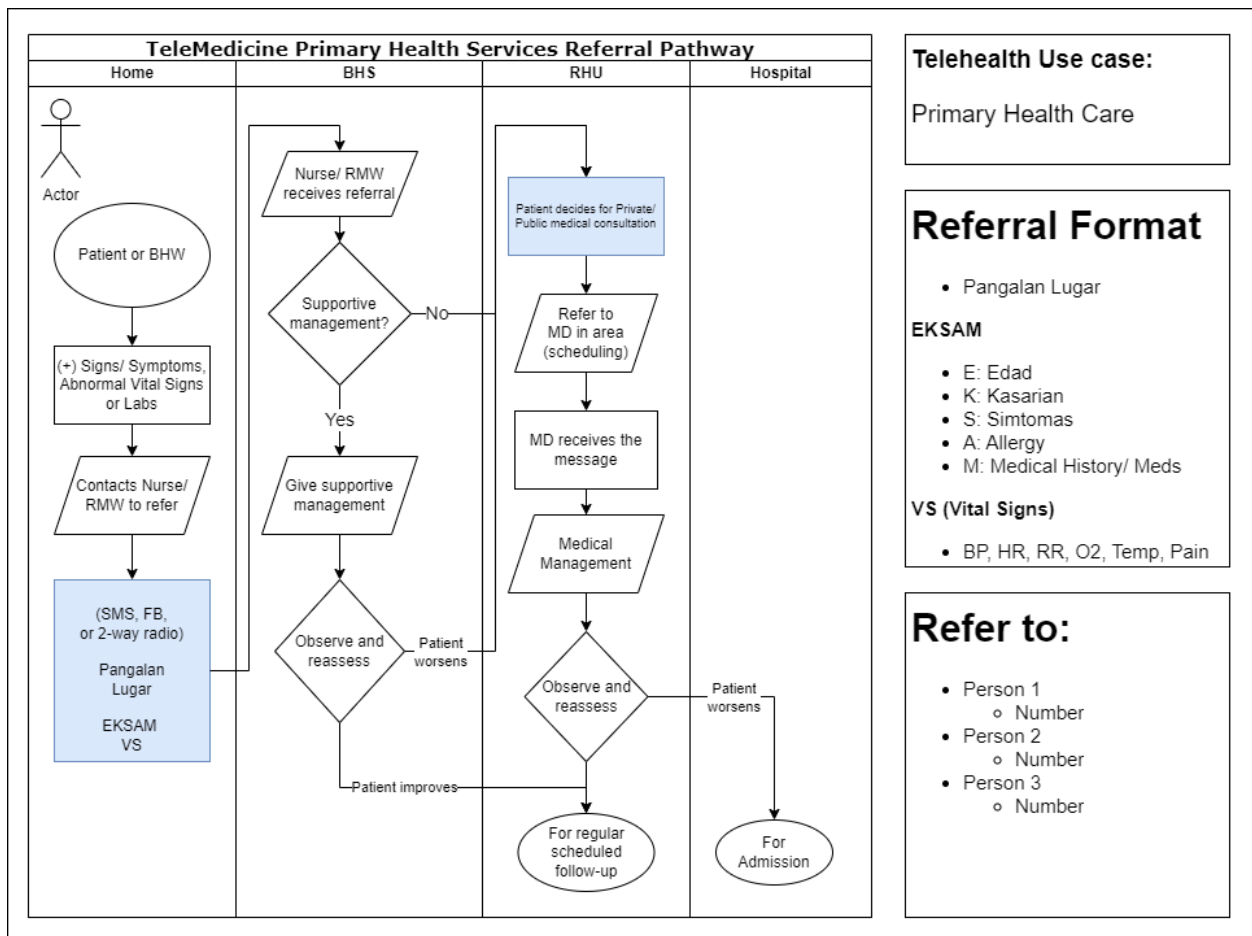 TeleMedicine Primary Health Services Referral Pathway
Home
BHS
RHU
Hospital
Actor
Patient or BHW
(+) Signs/ Symptoms,
Abnormal Vital Signs
or Labs
Contacts Nurse/
RMW to refer
(SMS, FB,
or 2-way radio)
Pangalan
Lugar
EKSAM
VS
Nurse/ RMW
receives referral
Supportive
management?
No
Yes
Give supportive
management
Observe and
reassess
Patient
worsens
Patient improves
Patient decides for Private/
Public medical consultation
Refer to
MD in area
(scheduling)
MD receives the
message
Medical
Management
Observe and
reassess
Patient
worsens
For regular
scheduled
follow-up
For
Admission
Telehealth Use case:
Primary Health Care
Referral Format
• Pangalan Lugar
EKSAM
• E: Edad
• K: Kasarian
• S: Simtomas
• A: Allergy
• M: Medical History/ Meds
VS (Vital Signs)
• BP, HR, RR, O2, Temp, Pain
Refer to:
• Person 1
○ Number
• Person 2
○ Number
• Person 3
○ Number